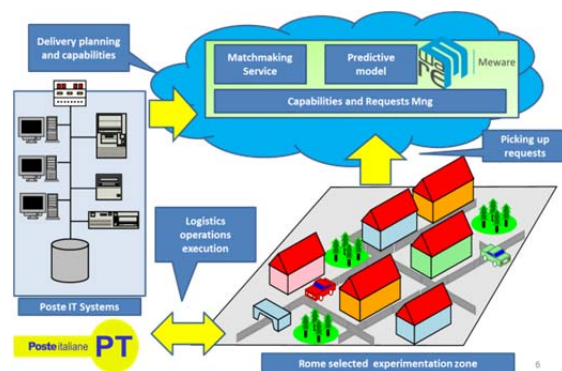 Delivery planning
and capabilities
Matchmaking
Service
Predictive
model
Meware
Capabilities and Requests Mng
Picking up
requests
Logistics
operations
execution
Poste IT Systems
Posteitaliane
PT
Rome selected experimentation zone
6